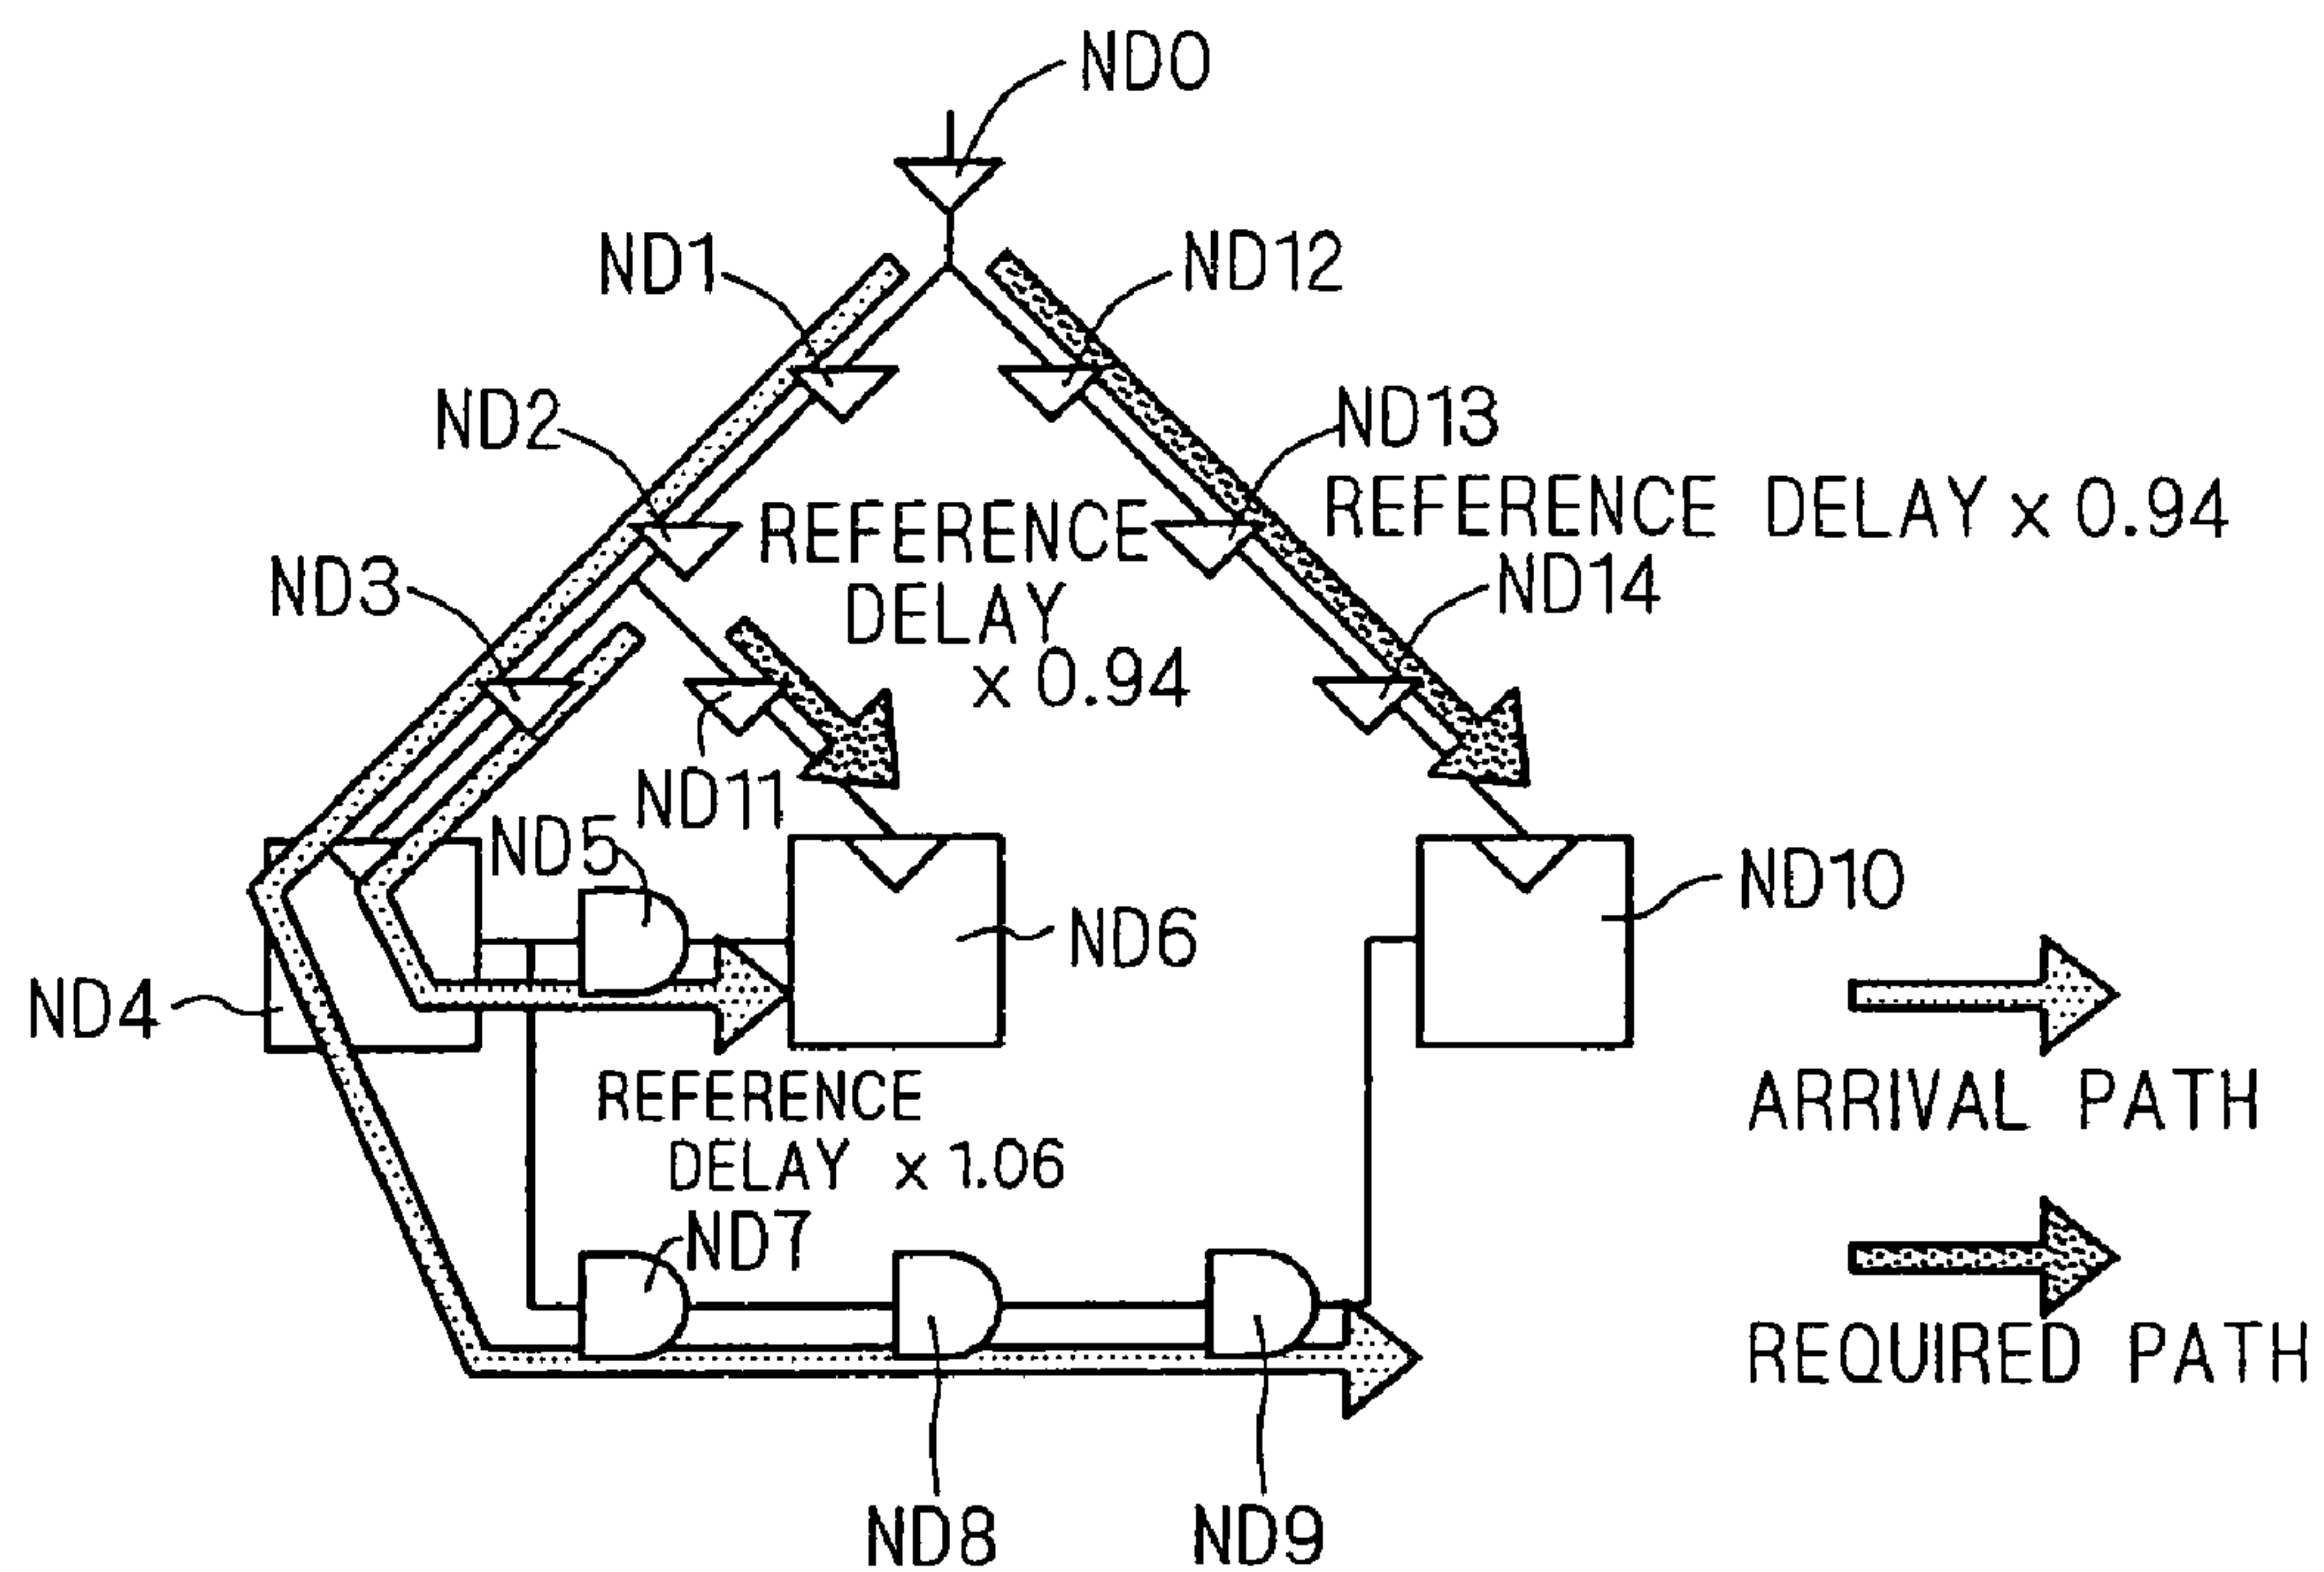 ND0
ND1
ND12
ND2
ND13
REFERENCE DELAY x 0.94
REFERENCE
DELAY
x 0.94
ND3
ND14
ND11
ND5
ND10
ND6
ND4
ARRIVAL PATH
REFERENCE
DELAY x 1.06
ND7
REQUIRED PATH
ND8
ND9